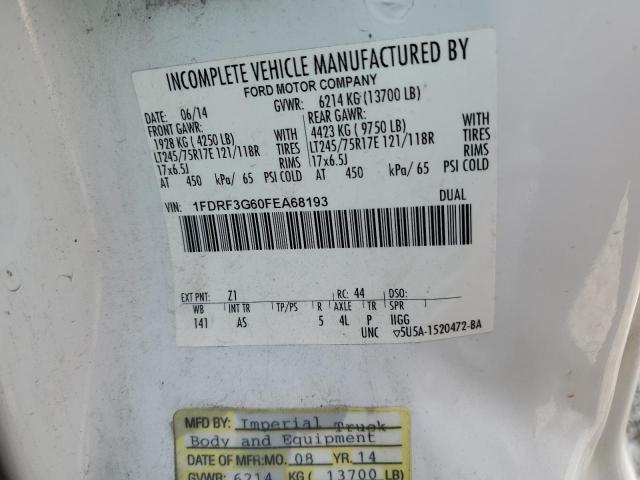 INCOMPLETE VEHICLE MANUFACTURED BY
FORD MOTOR COMPANY
DATE: 06/14 GVWR: 6214 KG (13700 LB)
FRONT GAWR: REAR GAWR:
1928 KG ( 4250 LB) WITH 4423 KG ( 9750 LB) WITH
LT245/75R17E 121/118R TIRES LT245/75R17E 121/118R TIRES
17x6.5J RIMS 17x6.5J RIMS
AT 450 kPa/ 65 PSI COLD AT 450 kPa/ 65 PSI COLD
VIN: 1FDRF3G60FEA68193 DUAL
EXT PNT: Z1 RC: 44 DSO:
WB INT TR TP/PS R AXLE TR SPR
141 AS 5 4L P IIGG
UNC ▽5U5A-1520472-BA
MFD BY: Imperial Truck
Body and Equipment
DATE OF MFR: MO. 08 YR. 14
GVWR: 6214 KG ( 13700 LB)